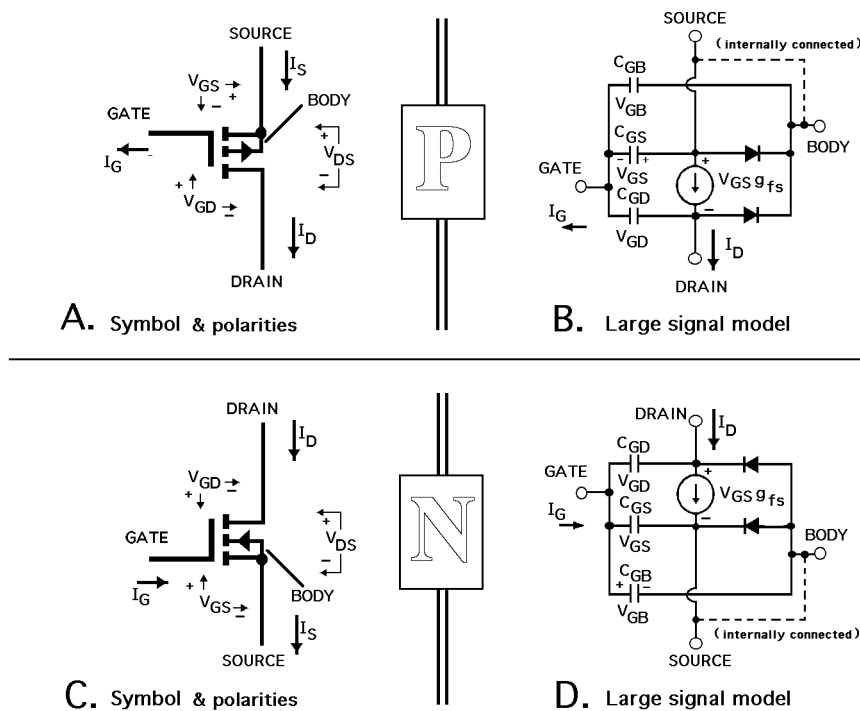 SOURCE
I_S
V_GS
+
−
BODY
GATE
I_G
+
V_DS
−
+
V_GD
−
I_D
DRAIN
A. Symbol & polarities
P
SOURCE
(internally connected)
C_GB
V_GB
BODY
C_GS
− +
V_GS
+
V_GS g_fs
−
GATE
C_GD
V_GD
I_G
I_D
DRAIN
B. Large signal model
DRAIN
I_D
V_GD
+
−
GATE
I_G
+
V_DS
−
+
V_GS
−
BODY
I_S
SOURCE
C. Symbol & polarities
N
DRAIN
I_D
C_GD
V_GD
+
V_GS g_fs
−
GATE
I_G
C_GS
V_GS
BODY
C_GB
+ −
V_GB
(internally connected)
SOURCE
D. Large signal model